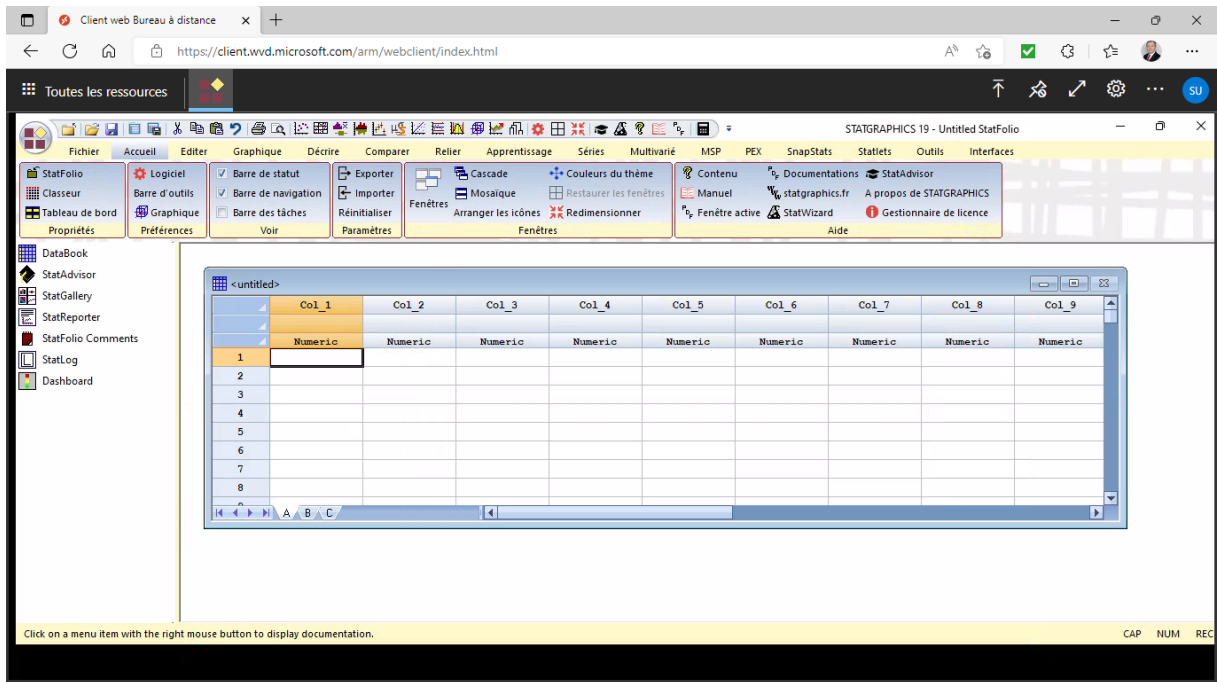 Client web Bureau à distance
https://client.wvd.microsoft.com/arm/webclient/index.html
Toutes les ressources
SU
STATGRAPHICS 19 - Untitled StatFolio
Fichier Accueil Editer Graphique Décrire Comparer Relier Apprentissage Séries Multivarié MSP PEX SnapStats Statlets Outils Interfaces
StatFolio Logiciel Barre de statut Exporter Cascade Couleurs du thème Contenu Documentations StatAdvisor
Classeur Barre d'outils Barre de navigation Importer Fenêtres Mosaïque Restaurer les fenêtres Manuel statgraphics.fr A propos de STATGRAPHICS
Tableau de bord Graphique Barre des tâches Réinitialiser Arranger les icônes Redimensionner Fenêtre active StatWizard Gestionnaire de licence
Propriétés Préférences Voir Paramètres Fenêtres Aide
DataBook
StatAdvisor
StatGallery
StatReporter
StatFolio Comments
StatLog
Dashboard
<untitled>
Col_1 Col_2 Col_3 Col_4 Col_5 Col_6 Col_7 Col_8 Col_9
Numeric Numeric Numeric Numeric Numeric Numeric Numeric Numeric Numeric
1
2
3
4
5
6
7
8
A B C
Click on a menu item with the right mouse button to display documentation.
CAP NUM REC